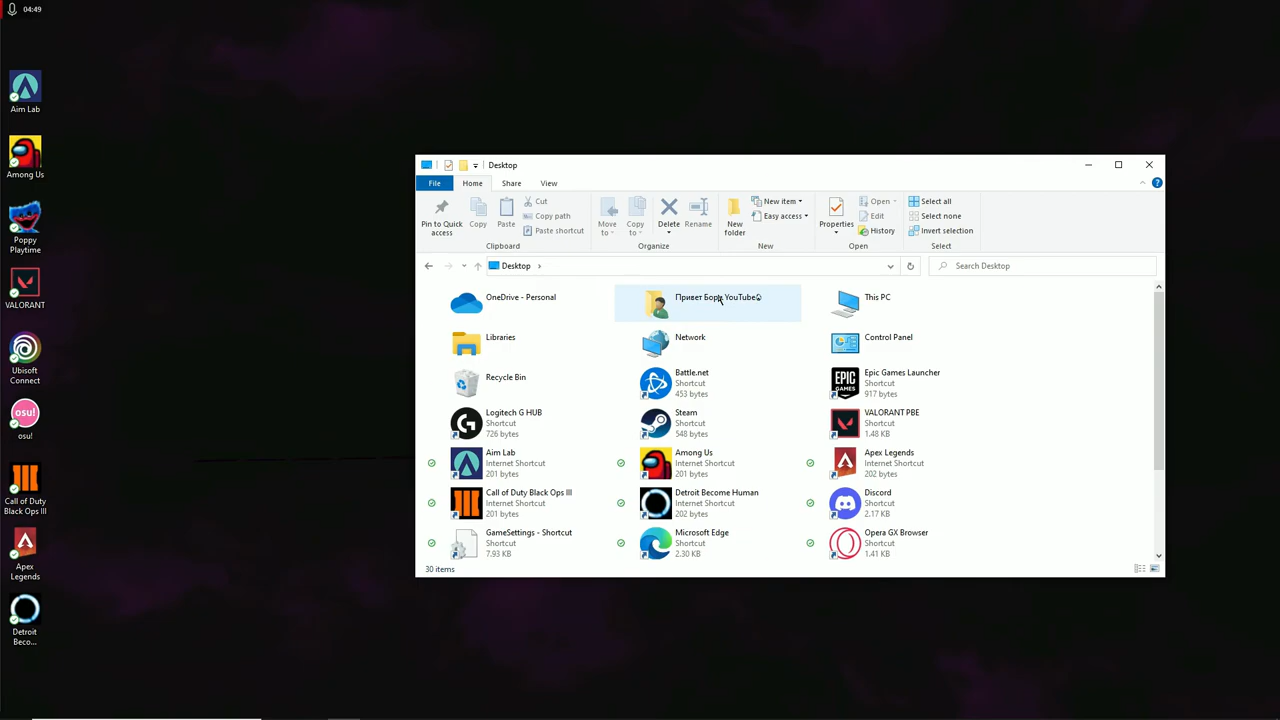 04:49
Aim Lab
Among Us
Poppy
Playtime
VALORANT
Ubisoft
Connect
osu!
Call of Duty
Black Ops III
Apex
Legends
Detroit
Beco...
Desktop
File
Home
Share
View
Pin to Quick
access
Copy
Paste
Cut
Copy path
Paste shortcut
Clipboard
Move
to
Copy
to
Delete
Rename
Organize
New
folder
New item
Easy access
New
Properties
Open
Edit
History
Open
Select all
Select none
Invert selection
Select
Desktop
Search Desktop
OneDrive - Personal
Привет YouTube
This PC
Libraries
Network
Control Panel
Recycle Bin
Battle.net
Shortcut
453 bytes
EPIC
GAMES
Epic Games Launcher
Shortcut
917 bytes
Logitech G HUB
Shortcut
726 bytes
Steam
Shortcut
548 bytes
VALORANT PBE
Shortcut
1.48 KB
Aim Lab
Internet Shortcut
201 bytes
Among Us
Internet Shortcut
201 bytes
Apex Legends
Internet Shortcut
202 bytes
Call of Duty Black Ops III
Internet Shortcut
201 bytes
Detroit Become Human
Internet Shortcut
202 bytes
Discord
Shortcut
2.17 KB
GameSettings - Shortcut
Shortcut
7.93 KB
Microsoft Edge
Shortcut
2.30 KB
Opera GX Browser
Shortcut
1.41 KB
30 items